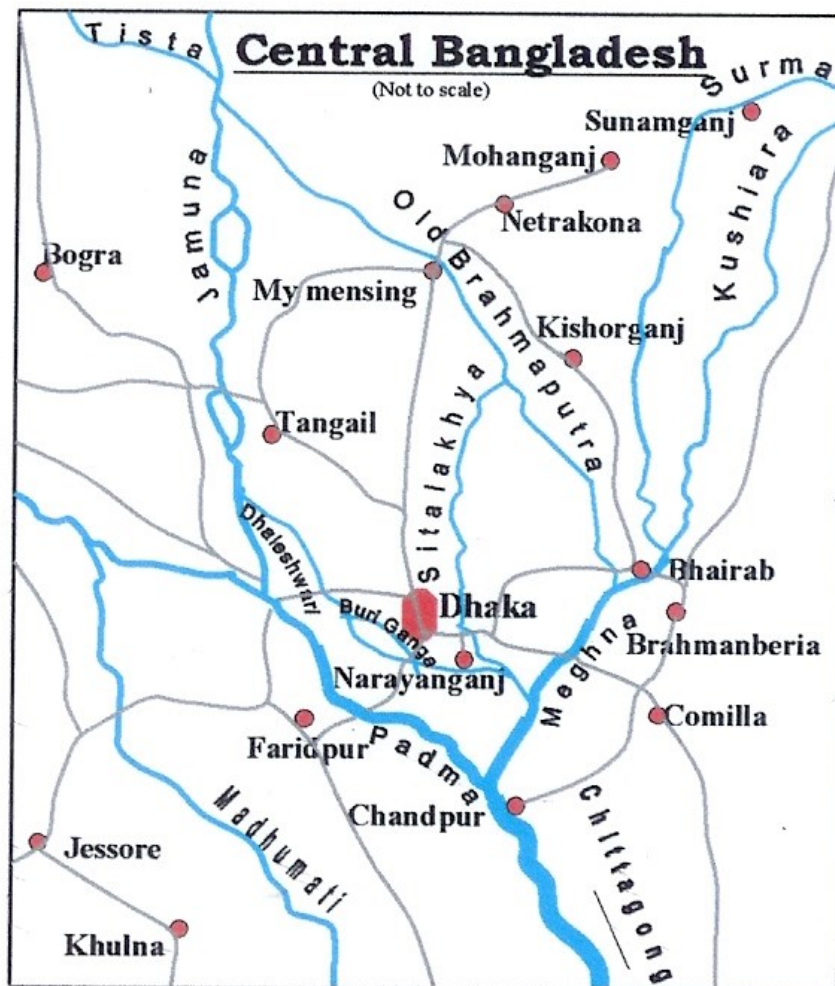 Tista
Central Bangladesh
(Not to scale)
Surma
Sunamganj
Mohanganj
Kushiara
Jamuna
Old Brahmaputra
Netrakona
Bogra
My mensing
Kishorganj
Tangail
Sitalakhya
Dhaleshwari
Bhairab
Buri Ganga
Dhaka
Meghna
Brahmanberia
Narayanganj
Comilla
Faridpur
Padma
Madhumati
Chandpur
Chittagong
Jessore
Khulna